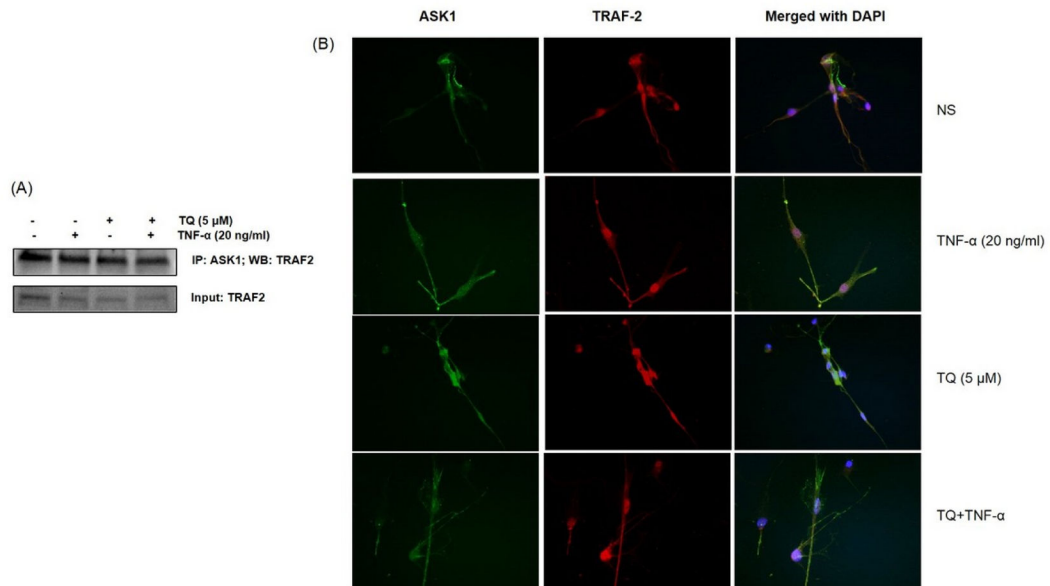 ASK1 TRAF-2 Merged with DAPI
(B)
NS
(A)
- - + + TQ (5 µM)
- + - + TNF-α (20 ng/ml)
IP: ASK1; WB: TRAF2
Input: TRAF2
TNF-α (20 ng/ml)
TQ (5 µM)
TQ+TNF-α